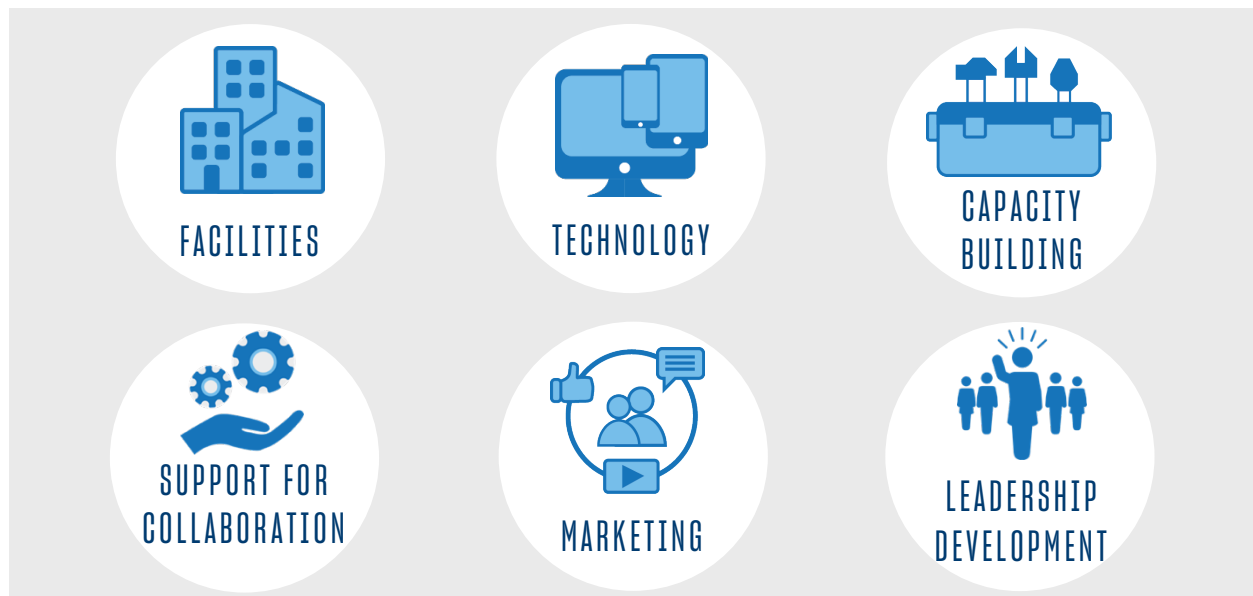 FACILITIES
TECHNOLOGY
CAPACITY
BUILDING
SUPPORT FOR
COLLABORATION
MARKETING
LEADERSHIP
DEVELOPMENT